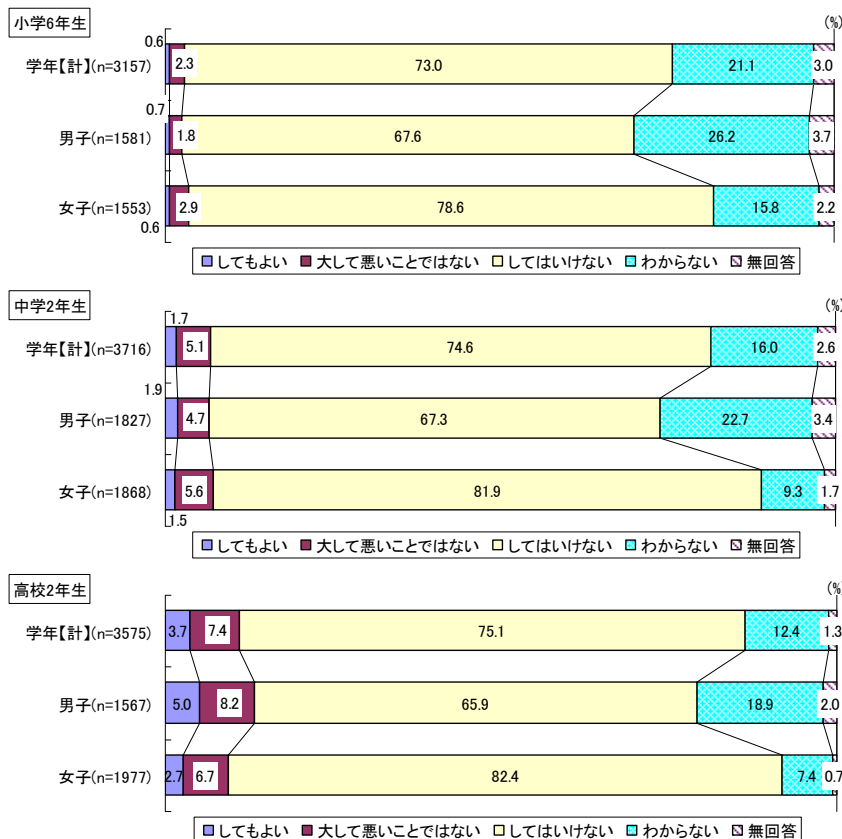 小学6年生
(%)
0.6
学年【計】(n=3157) 2.3 73.0 21.1 3.0
0.7
男子(n=1581) 1.8 67.6 26.2 3.7
女子(n=1553) 2.9 78.6 15.8 2.2
0.6
してもよい 大して悪いことではない してはいけない わからない 無回答
中学2年生
(%)
1.7
学年【計】(n=3716) 5.1 74.6 16.0 2.6
1.9
男子(n=1827) 4.7 67.3 22.7 3.4
女子(n=1868) 5.6 81.9 9.3 1.7
1.5
してもよい 大して悪いことではない してはいけない わからない 無回答
高校2年生
(%)
学年【計】(n=3575) 3.7 7.4 75.1 12.4 1.3
男子(n=1567) 5.0 8.2 65.9 18.9 2.0
女子(n=1977) 2.7 6.7 82.4 7.4 0.7
してもよい 大して悪いことではない してはいけない わからない 無回答